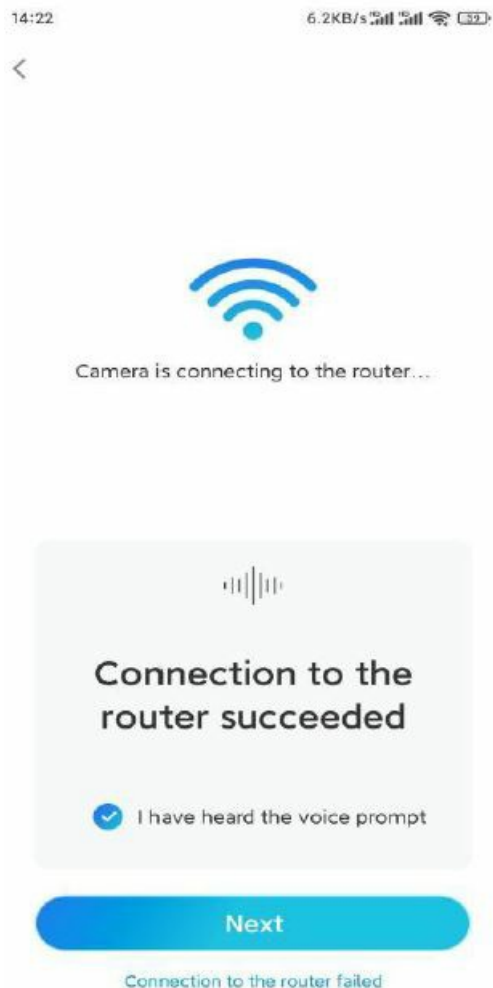 14:22 6.2KB/s 39
Camera is connecting to the router...
Connection to the
router succeeded
I have heard the voice prompt
Next
Connection to the router failed